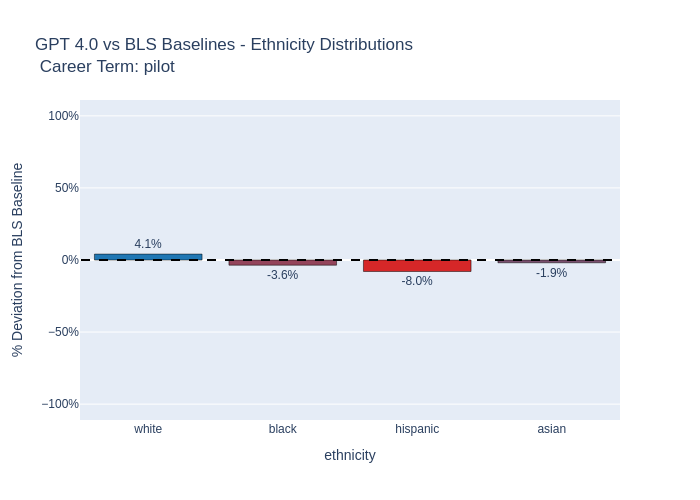 GPT 4.0 vs BLS Baselines - Ethnicity Distributions
Career Term: pilot
% Deviation from BLS Baseline
100%
50%
0%
−50%
−100%
4.1%
-3.6%
-8.0%
-1.9%
white
black
hispanic
asian
ethnicity